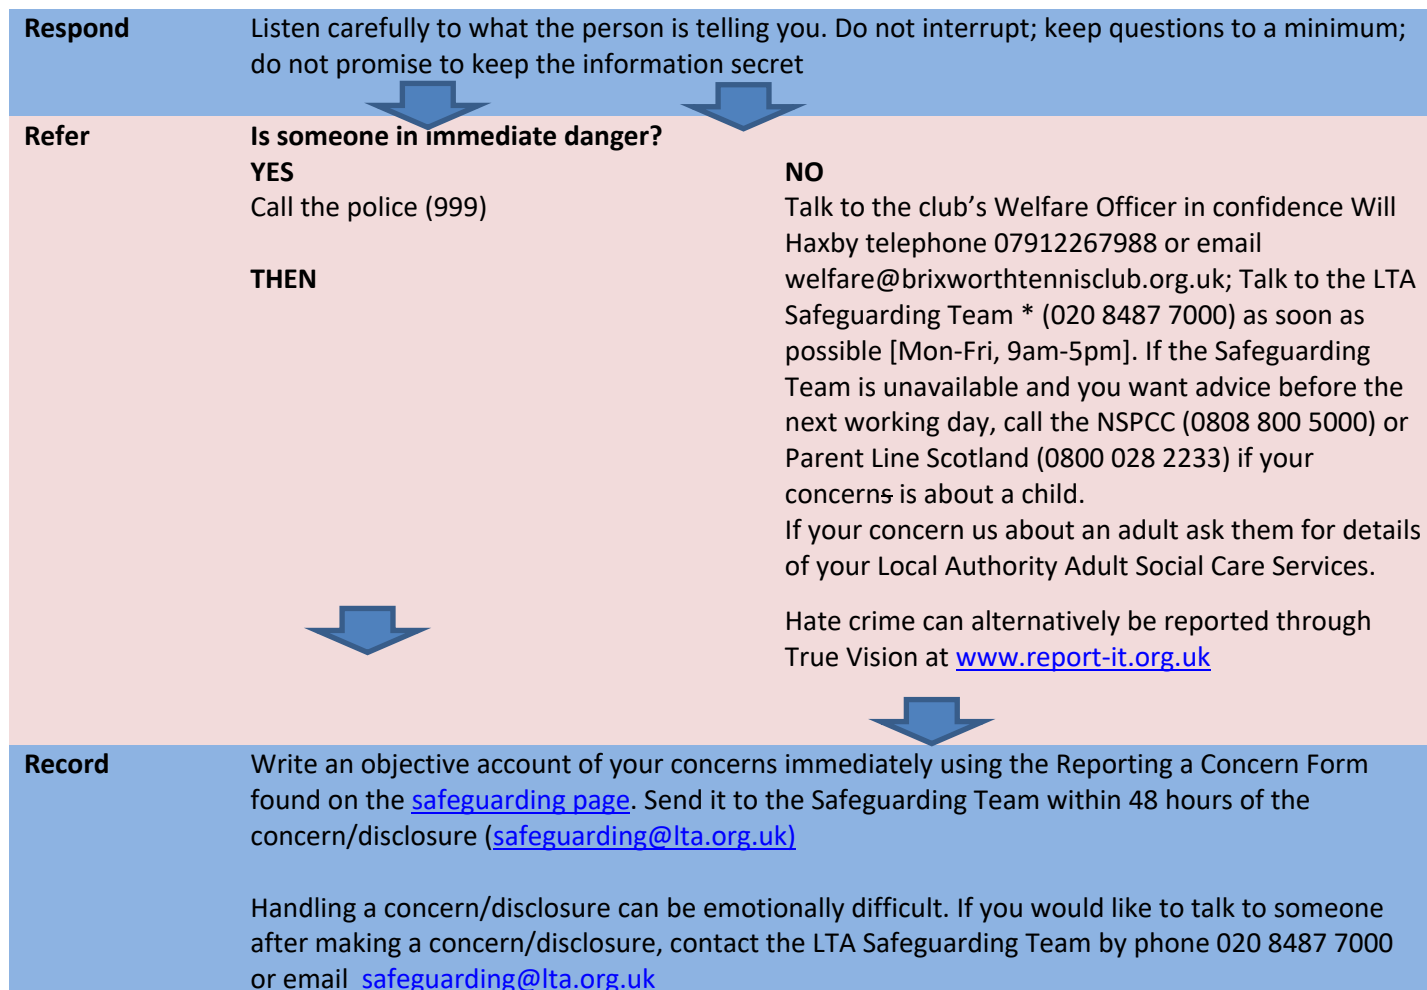 Respond
Listen carefully to what the person is telling you. Do not interrupt; keep questions to a minimum;
do not promise to keep the information secret
Refer
Is someone in immediate danger?
YES
Call the police (999)
THEN
NO
Talk to the club’s Welfare Officer in confidence Will
Haxby telephone 07912267988 or email
welfare@brixworthtennisclub.org.uk; Talk to the LTA
Safeguarding Team * (020 8487 7000) as soon as
possible [Mon-Fri, 9am-5pm]. If the Safeguarding
Team is unavailable and you want advice before the
next working day, call the NSPCC (0808 800 5000) or
Parent Line Scotland (0800 028 2233) if your
concerns is about a child.
If your concern us about an adult ask them for details
of your Local Authority Adult Social Care Services.
Hate crime can alternatively be reported through
True Vision at www.report-it.org.uk
Record
Write an objective account of your concerns immediately using the Reporting a Concern Form
found on the safeguarding page. Send it to the Safeguarding Team within 48 hours of the
concern/disclosure (safeguarding@lta.org.uk)
Handling a concern/disclosure can be emotionally difficult. If you would like to talk to someone
after making a concern/disclosure, contact the LTA Safeguarding Team by phone 020 8487 7000
or email safeguarding@lta.org.uk